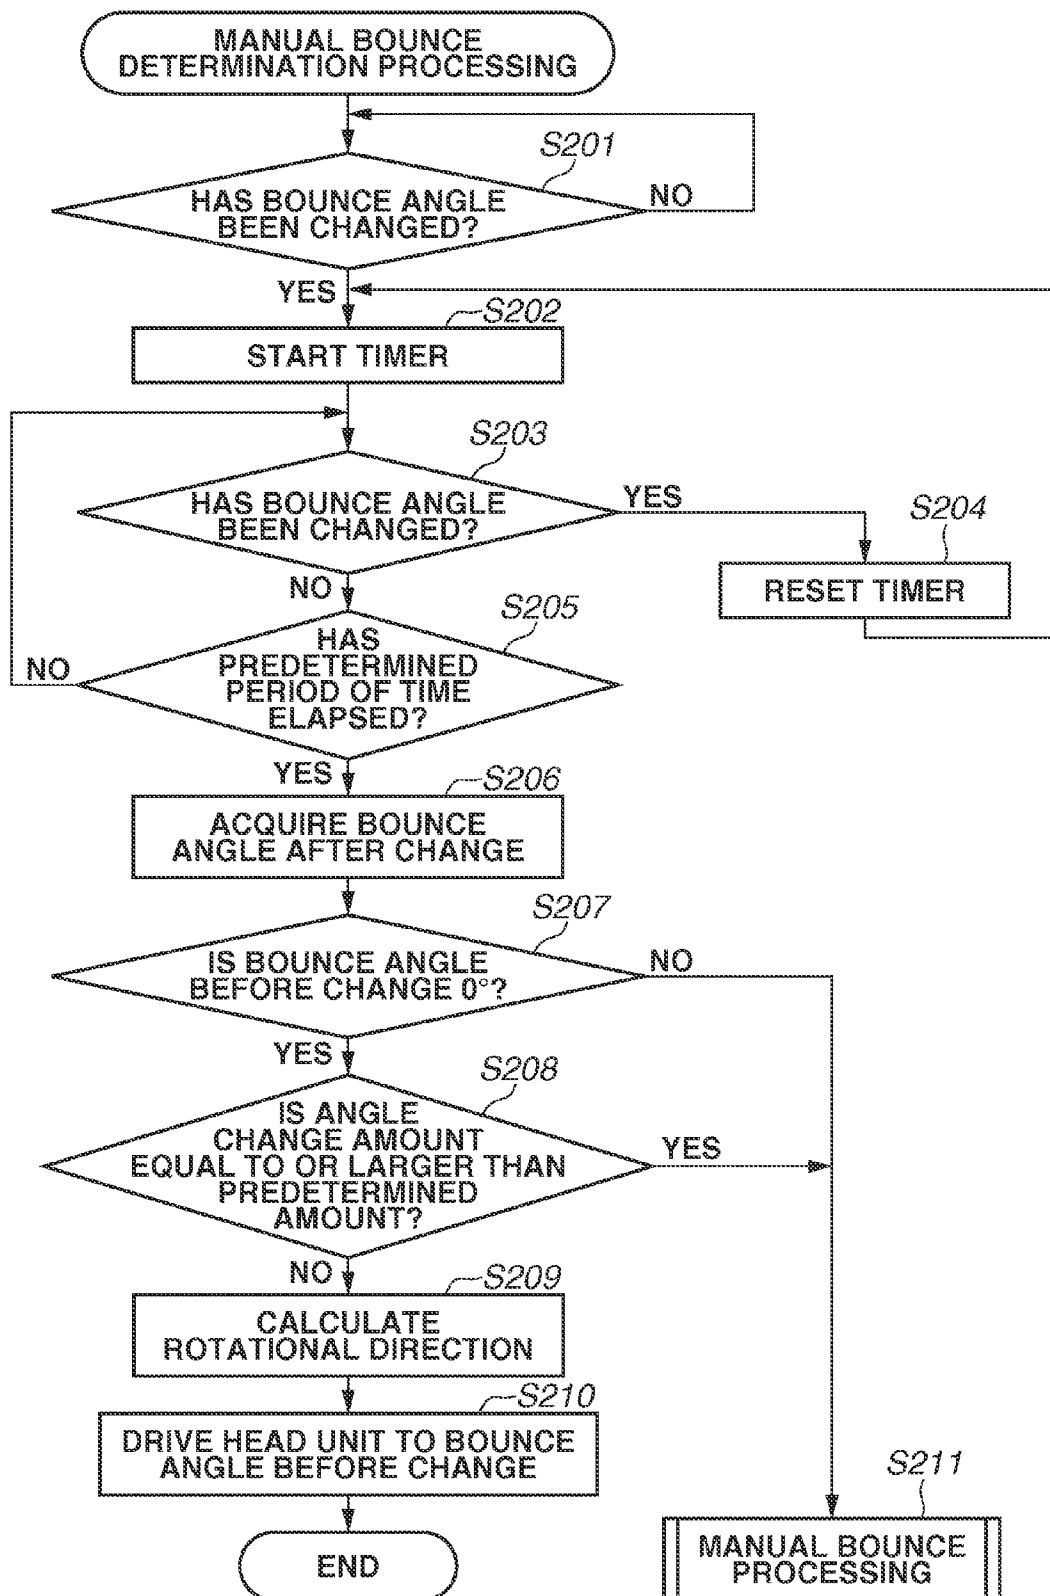 MANUAL BOUNCE
DETERMINATION PROCESSING
S201
HAS BOUNCE ANGLE
BEEN CHANGED?
NO
YES
S202
START TIMER
S203
HAS BOUNCE ANGLE
BEEN CHANGED?
YES
S204
RESET TIMER
NO
S205
HAS
PREDETERMINED
PERIOD OF TIME
ELAPSED?
NO
YES
S206
ACQUIRE BOUNCE
ANGLE AFTER CHANGE
S207
IS BOUNCE ANGLE
BEFORE CHANGE 0°?
NO
YES
S208
IS ANGLE
CHANGE AMOUNT
EQUAL TO OR LARGER THAN
PREDETERMINED
AMOUNT?
YES
NO
S209
CALCULATE
ROTATIONAL DIRECTION
S210
DRIVE HEAD UNIT TO BOUNCE
ANGLE BEFORE CHANGE
S211
MANUAL BOUNCE
PROCESSING
END